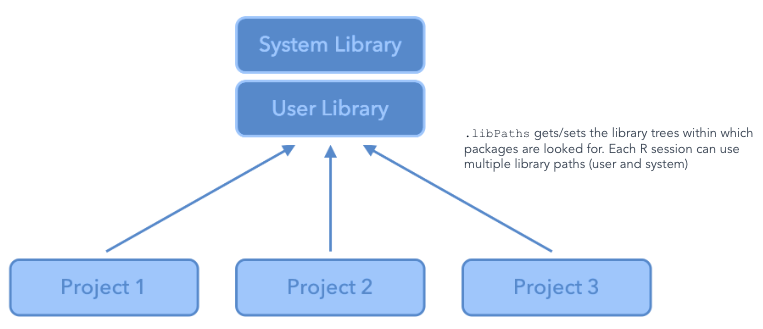 System Library
User Library
.libPaths gets/sets the library trees within which
packages are looked for. Each R session can use
multiple library paths (user and system)
Project 1
Project 2
Project 3